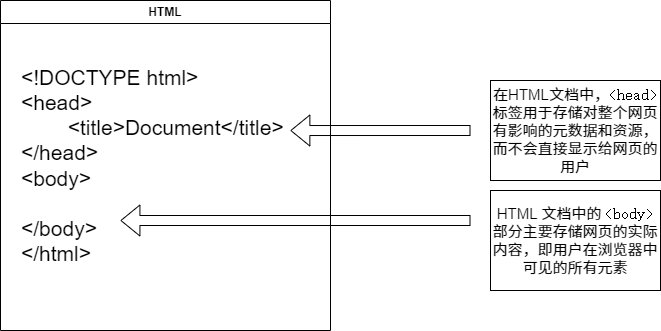 HTML
<!DOCTYPE html>
<head>
<title>Document</title>
</head>
<body>
</body>
</html>
在HTML文档中，<head>
标签用于存储对整个网页
有影响的元数据和资源，
而不会直接显示给网页的
用户
HTML 文档中的 <body>
部分主要存储网页的实际
内容，即用户在浏览器中
可见的所有元素